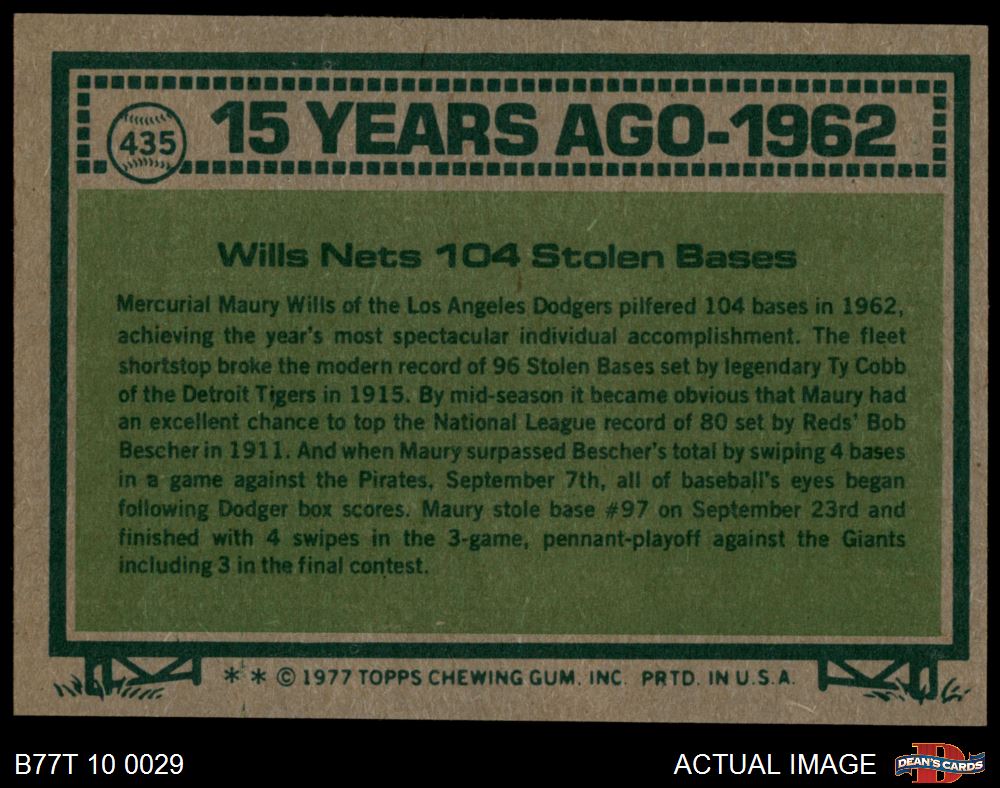 435
15 YEARS AGO-1962
Wills Nets 104 Stolen Bases
Mercurial Maury Wills of the Los Angeles Dodgers pilfered 104 bases in 1962,
achieving the year's most spectacular individual accomplishment. The fleet
shortstop broke the modern record of 96 Stolen Bases set by legendary Ty Cobb
of the Detroit Tigers in 1915. By mid-season it became obvious that Maury had
an excellent chance to top the National League record of 80 set by Reds' Bob
Bescher in 1911. And when Maury surpassed Bescher's total by swiping 4 bases
in a game against the Pirates, September 7th, all of baseball's eyes began
following Dodger box scores. Maury stole base #97 on September 23rd and
finished with 4 swipes in the 3-game, pennant-playoff against the Giants
including 3 in the final contest.
** © 1977 TOPPS CHEWING GUM, INC. PRTD. IN U.S.A.
B77T 10 0029
ACTUAL IMAGE
D
DEAN'S CARDS